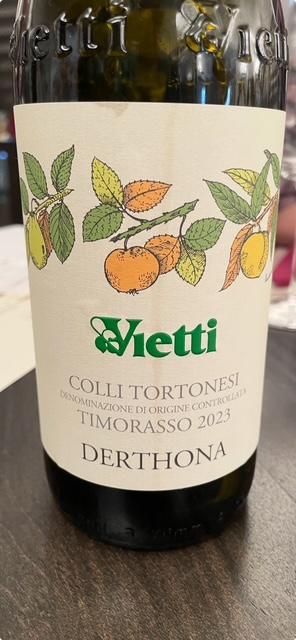 Vietti
COLLI TORTONESI
DENOMINAZIONE DI ORIGINE CONTROLLATA
TIMORASSO 2023
DERTHONA